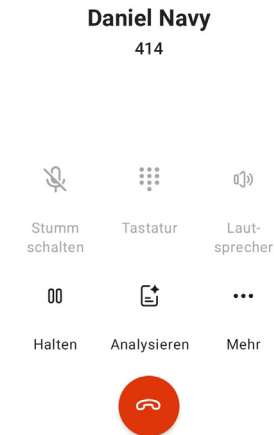 Daniel Navy
414
Stumm
schalten
Tastatur
Laut-
sprecher
Halten
Analysieren
Mehr